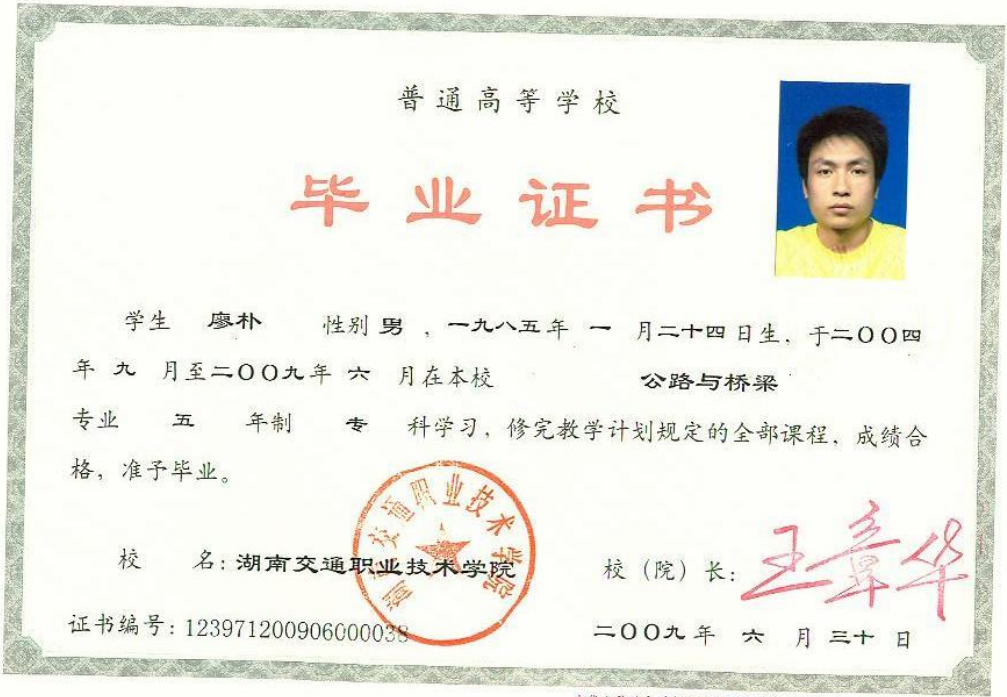 普通高等学校
毕业证书
学生 廖朴 性别 男 ，一九八五年 一 月二十四日生，于二〇〇四
年 九 月至二〇〇九年 六 月在本校 公路与桥梁
专业 五 年制 专 科学习，修完教学计划规定的全部课程，成绩合
格，准予毕业。
湖南交通职业技术学院
校 名：湖南交通职业技术学院
校（院）长：王章华
证书编号：123971200906000038
二〇〇九年 六 月 三十 日